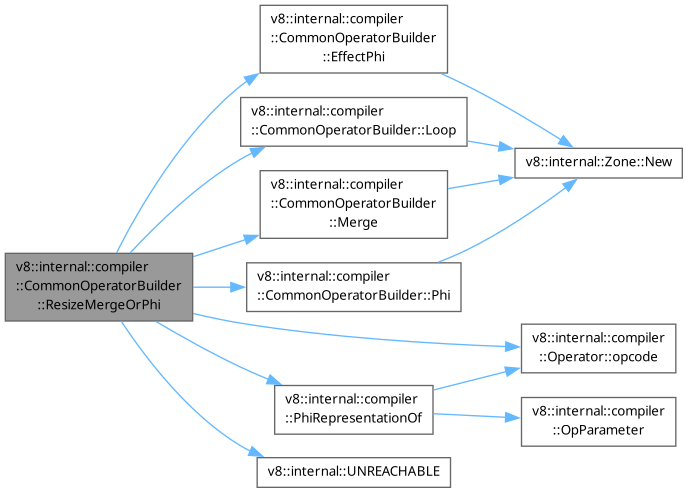 v8::internal::compiler
::CommonOperatorBuilder
::EffectPhi
v8::internal::compiler
::CommonOperatorBuilder::Loop
v8::internal::Zone::New
v8::internal::compiler
::CommonOperatorBuilder
::Merge
v8::internal::compiler
::CommonOperatorBuilder
::ResizeMergeOrPhi
v8::internal::compiler
::CommonOperatorBuilder::Phi
v8::internal::compiler
::Operator::opcode
v8::internal::compiler
::PhiRepresentationOf
v8::internal::compiler
::OpParameter
v8::internal::UNREACHABLE